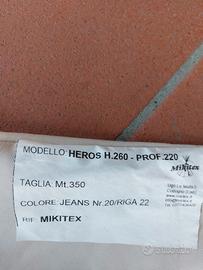 MODELLO: HEROS H.260 - PROF.220
Mikitex
TAGLIA: Mt.350
COLORE: JEANS Nr.20/RIGA 22
RIF: MIKITEX